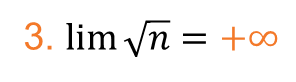 3. lim √n = +∞